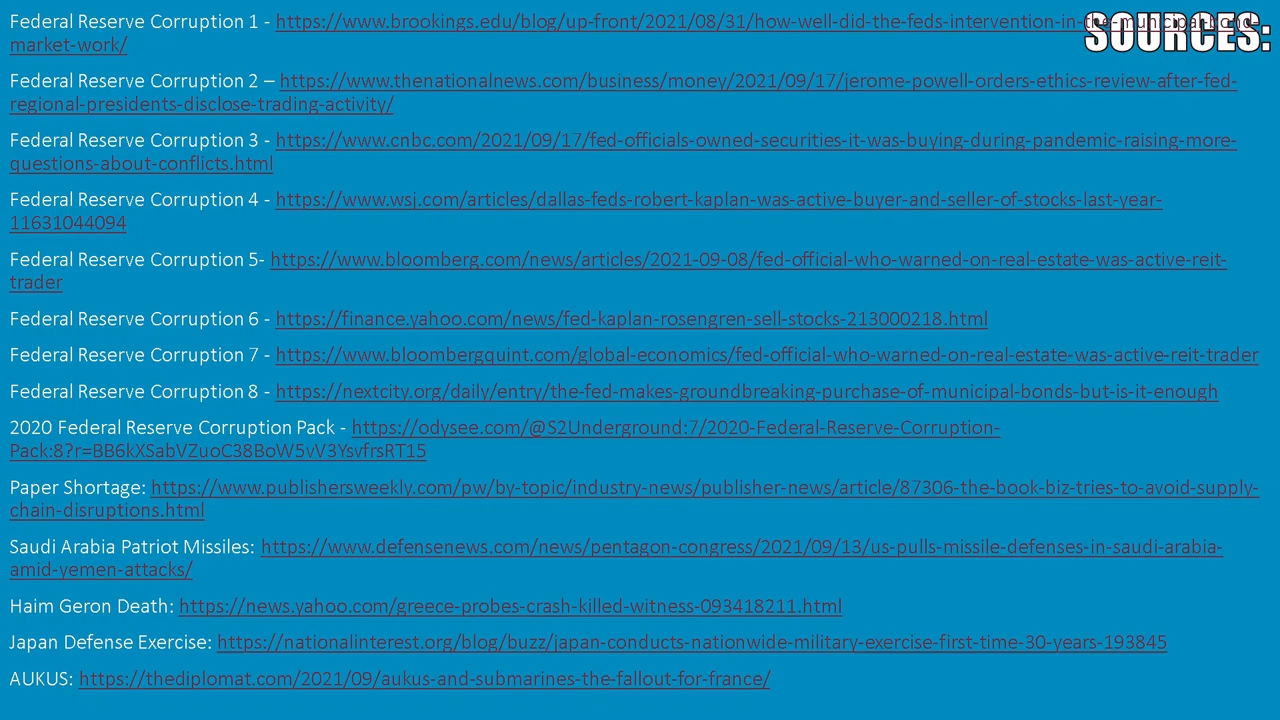 SOURCES:
Federal Reserve Corruption 1 - https://www.brookings.edu/blog/up-front/2021/08/31/how-well-did-the-feds-intervention-in-the-municipal-bond-
market-work/
Federal Reserve Corruption 2 – https://www.thenationalnews.com/business/money/2021/09/17/jerome-powell-orders-ethics-review-after-fed-
regional-presidents-disclose-trading-activity/
Federal Reserve Corruption 3 - https://www.cnbc.com/2021/09/17/fed-officials-owned-securities-it-was-buying-during-pandemic-raising-more-
questions-about-conflicts.html
Federal Reserve Corruption 4 - https://www.wsj.com/articles/dallas-feds-robert-kaplan-was-active-buyer-and-seller-of-stocks-last-year-
11631044094
Federal Reserve Corruption 5- https://www.bloomberg.com/news/articles/2021-09-08/fed-official-who-warned-on-real-estate-was-active-reit-
trader
Federal Reserve Corruption 6 - https://finance.yahoo.com/news/fed-kaplan-rosengren-sell-stocks-213000218.html
Federal Reserve Corruption 7 - https://www.bloombergquint.com/global-economics/fed-official-who-warned-on-real-estate-was-active-reit-trader
Federal Reserve Corruption 8 - https://nextcity.org/daily/entry/the-fed-makes-groundbreaking-purchase-of-municipal-bonds-but-is-it-enough
2020 Federal Reserve Corruption Pack - https://odysee.com/@S2Underground:7/2020-Federal-Reserve-Corruption-
Pack:8?r=BB6kXSabVZuoC38BoW5vV3YsvfrsRT15
Paper Shortage: https://www.publishersweekly.com/pw/by-topic/industry-news/publisher-news/article/87306-the-book-biz-tries-to-avoid-supply-
chain-disruptions.html
Saudi Arabia Patriot Missiles: https://www.defensenews.com/news/pentagon-congress/2021/09/13/us-pulls-missile-defenses-in-saudi-arabia-
amid-yemen-attacks/
Haim Geron Death: https://news.yahoo.com/greece-probes-crash-killed-witness-093418211.html
Japan Defense Exercise: https://nationalinterest.org/blog/buzz/japan-conducts-nationwide-military-exercise-first-time-30-years-193845
AUKUS: https://thediplomat.com/2021/09/aukus-and-submarines-the-fallout-for-france/